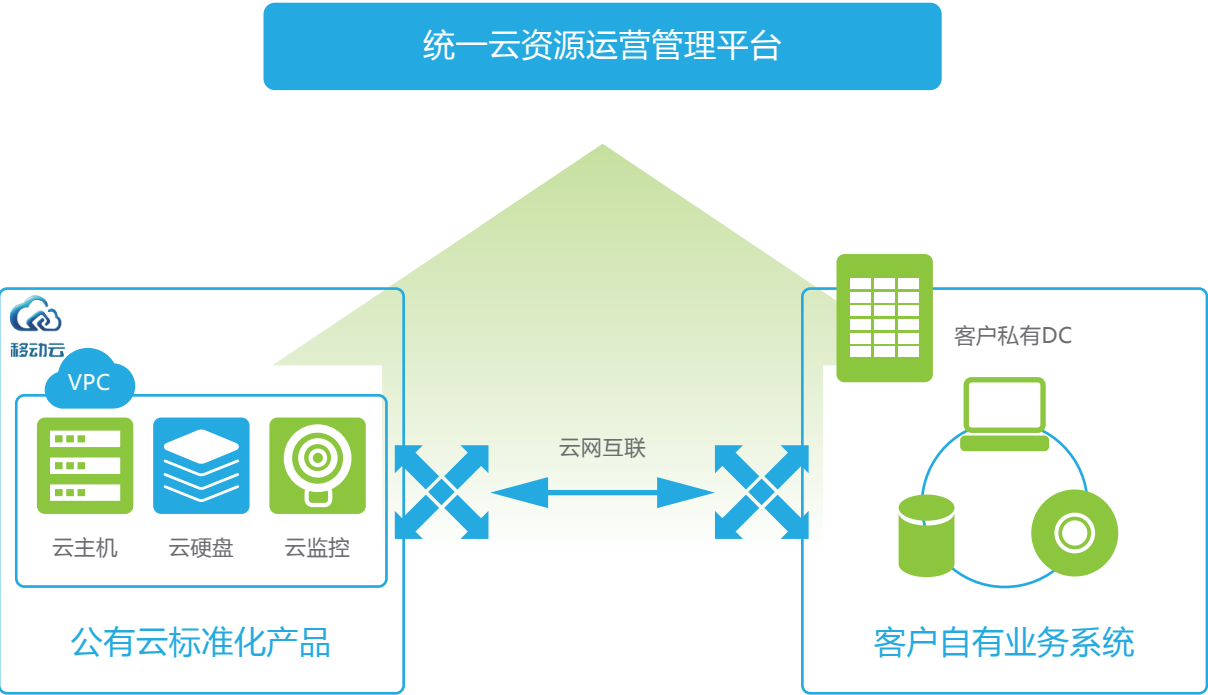 统一云资源运营管理平台
移动云
VPC
云主机
云硬盘
云监控
公有云标准化产品
云网互联
客户私有DC
客户自有业务系统